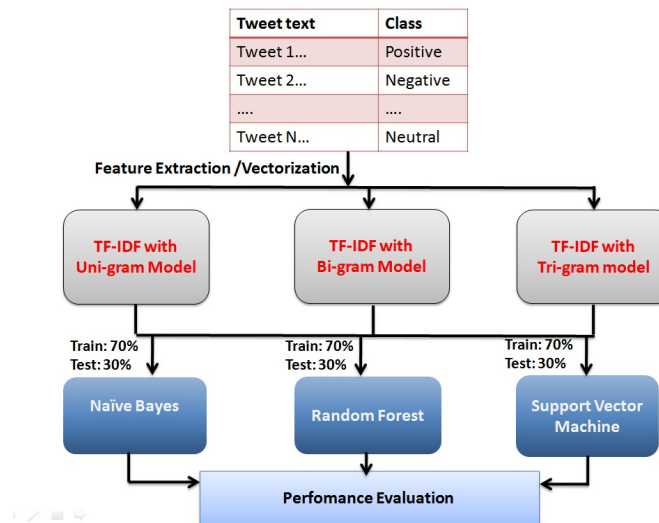 Tweet text Class
Tweet 1... Positive
Tweet 2... Negative
.... ....
Tweet N... Neutral
Feature Extraction /Vectorization
TF-IDF with
Uni-gram Model
TF-IDF with
Bi-gram Model
TF-IDF with
Tri-gram model
Train: 70%
Test: 30%
Train: 70%
Test: 30%
Train: 70%
Test: 30%
Naïve Bayes
Random Forest
Support Vector
Machine
Perfomance Evaluation